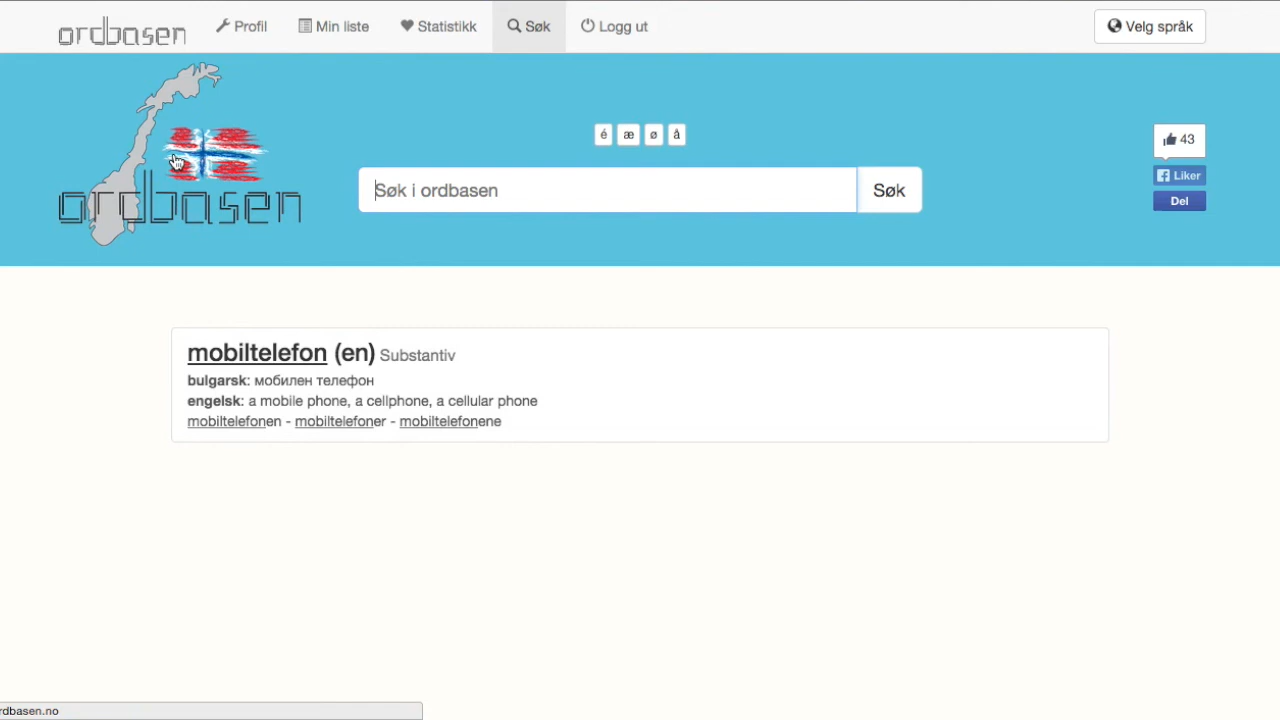 ordbasen Profil Min liste Statistikk Søk Logg ut Velg språk
é æ ø å
43
Søk i ordbasen Søk
Liker
Del
ordbasen
mobiltelefon (en) Substantiv
bulgarsk: мобилен телефон
engelsk: a mobile phone, a cellphone, a cellular phone
mobiltelefonen - mobiltelefoner - mobiltelefonene
rdbasen.no